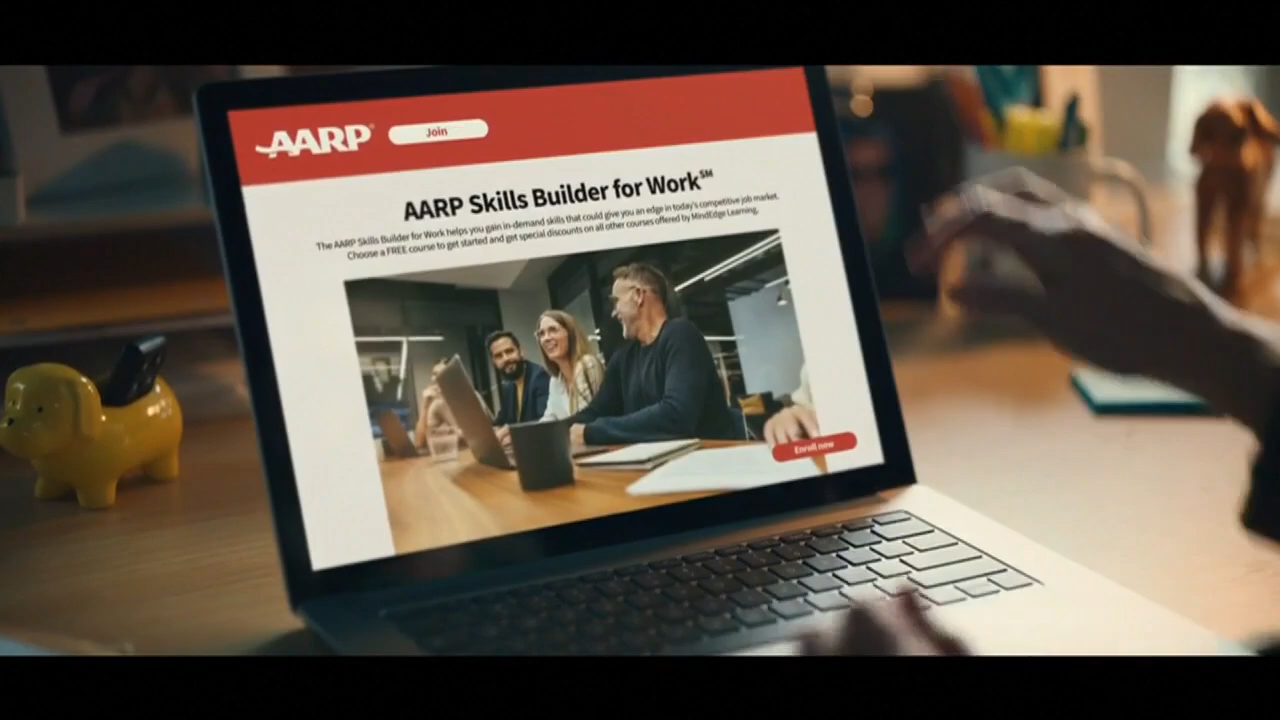 AARP®
Join
AARP Skills Builder for Work℠
The AARP Skills Builder for Work helps you gain in-demand skills that could give you an edge in today's competitive job market.
Choose a FREE course to get started and get special discounts on all other courses offered by MindEdge Learning.
Enroll now